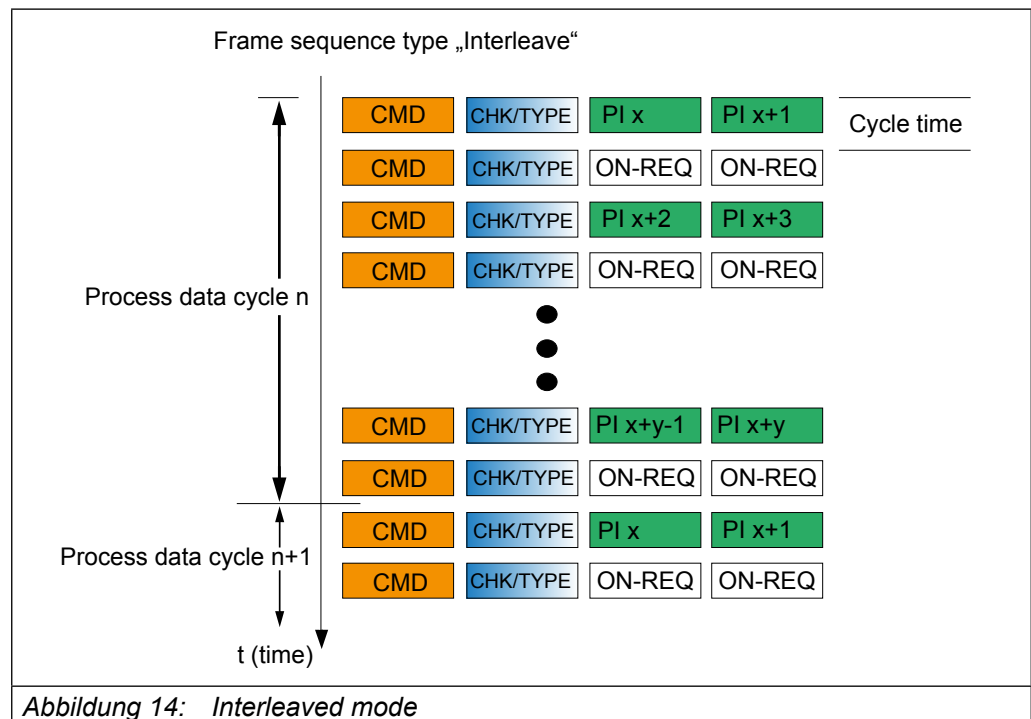 Frame sequence type „Interleave“
CMD CHK/TYPE PI x PI x+1 Cycle time
CMD CHK/TYPE ON-REQ ON-REQ
CMD CHK/TYPE PI x+2 PI x+3
CMD CHK/TYPE ON-REQ ON-REQ
Process data cycle n
CMD CHK/TYPE PI x+y-1 PI x+y
CMD CHK/TYPE ON-REQ ON-REQ
CMD CHK/TYPE PI x PI x+1
Process data cycle n+1
CMD CHK/TYPE ON-REQ ON-REQ
t (time)
Abbildung 14: Interleaved mode